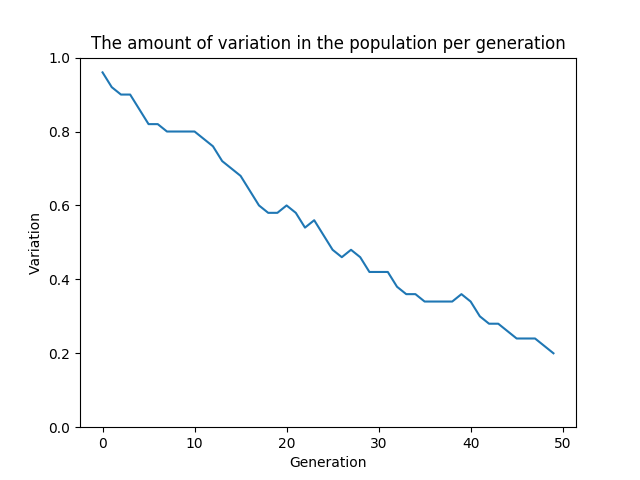 The amount of variation in the population per generation
1.0
0.8
0.6
0.4
0.2
0.0
Variation
0 10 20 30 40 50
Generation